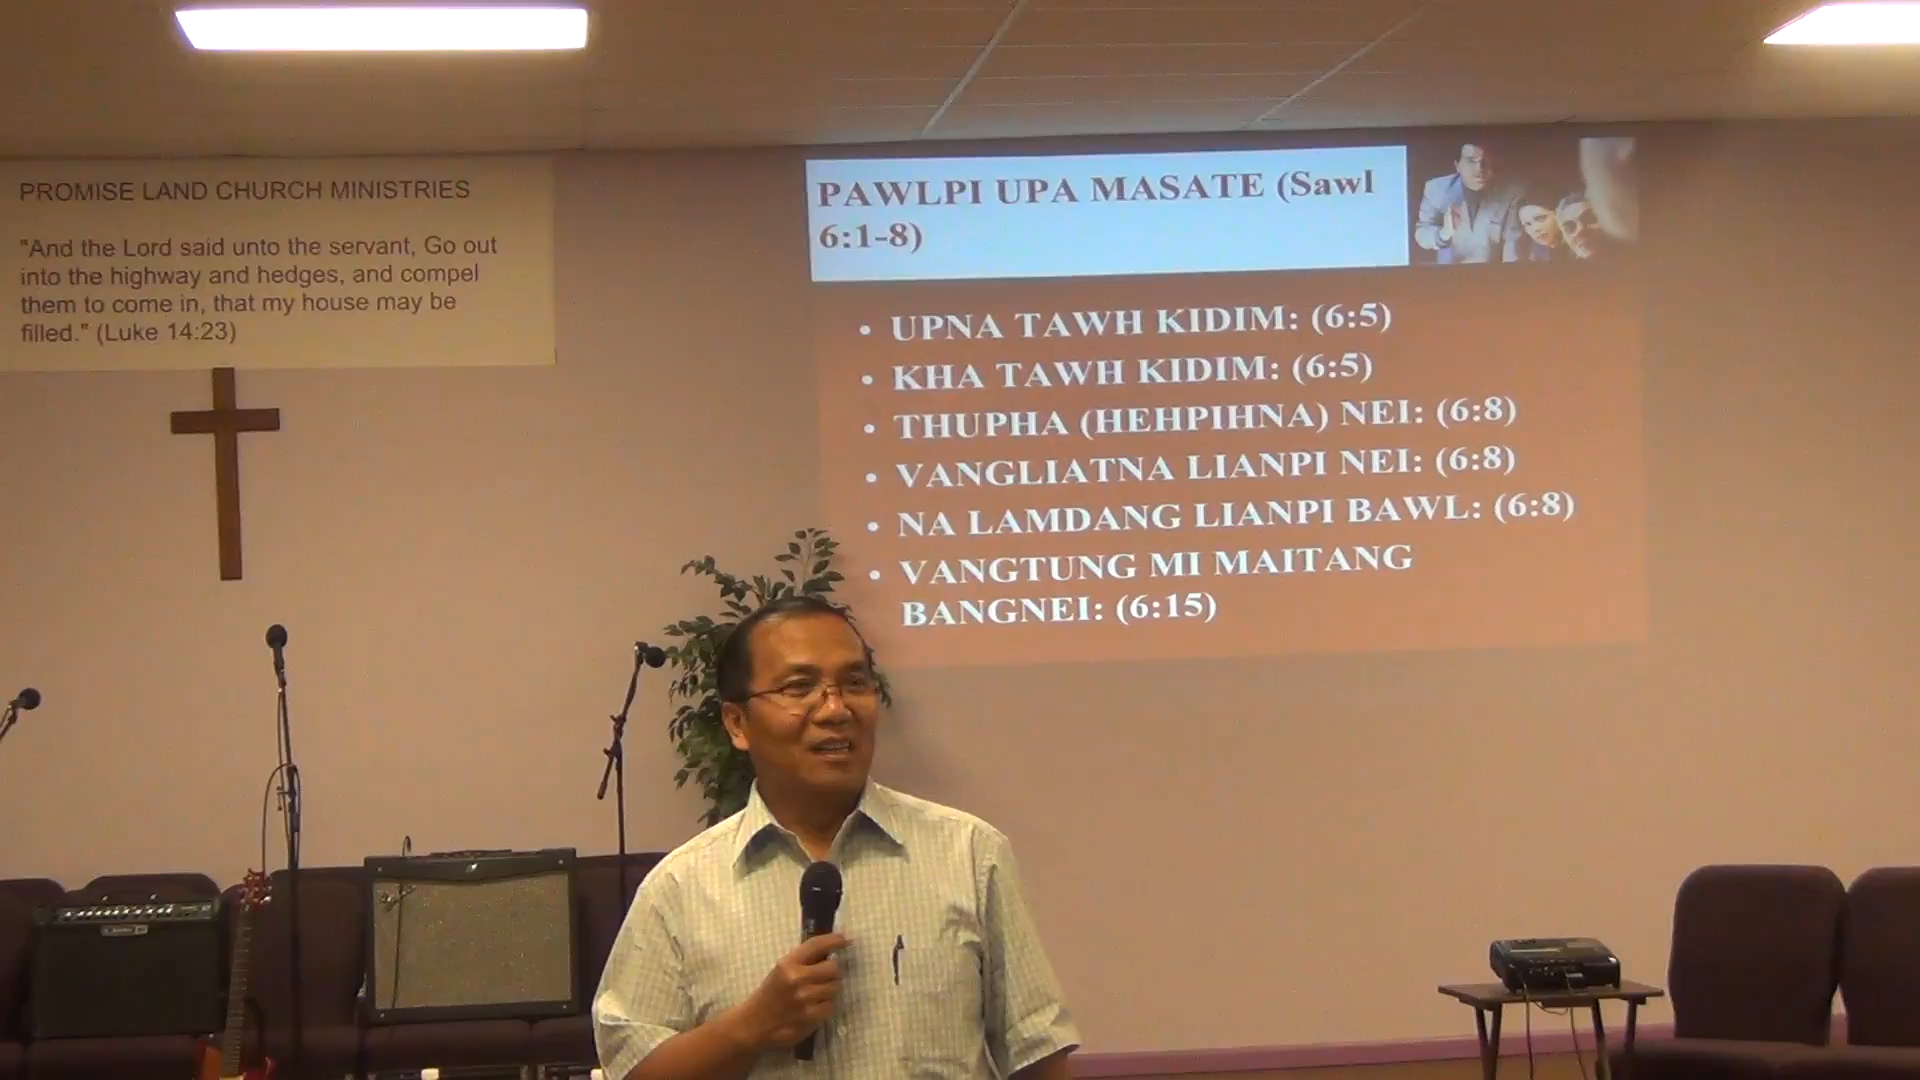 PROMISE LAND CHURCH MINISTRIES
"And the Lord said unto the servant, Go out
into the highway and hedges, and compel
them to come in, that my house may be
filled." (Luke 14:23)
PAWLPI UPA MASATE (Sawl
6:1-8)
• UPNA TAWH KIDIM: (6:5)
• KHA TAWH KIDIM: (6:5)
• THUPHA (HEHPIHNA) NEI: (6:8)
• VANGLIATNA LIANPI NEI: (6:8)
• NA LAMDANG LIANPI BAWL: (6:8)
• VANGTUNG MI MAITANG
BANGNEI: (6:15)